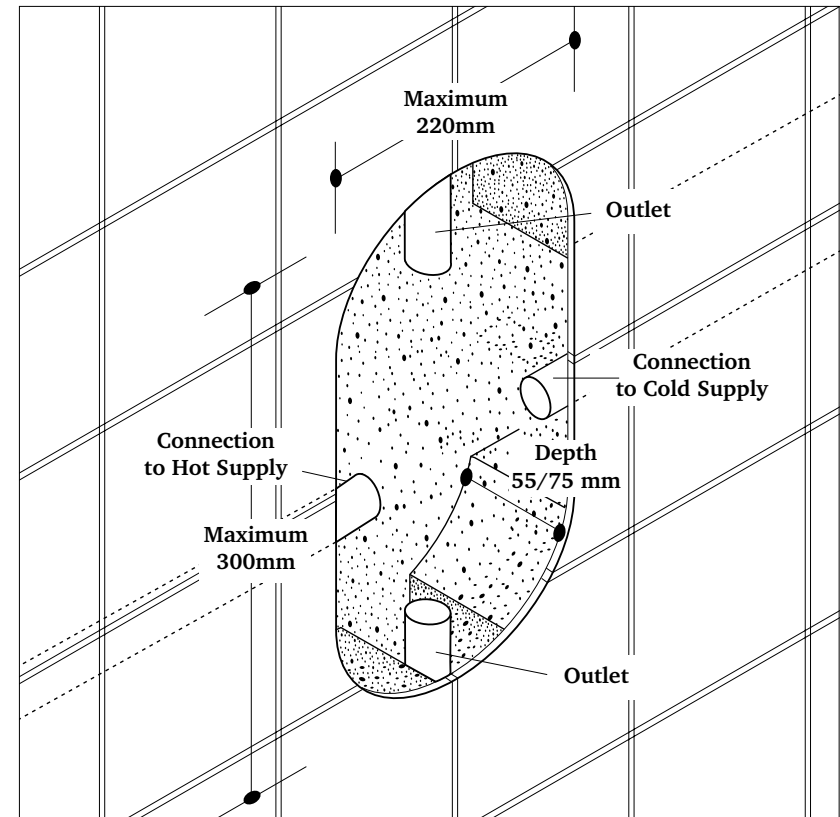 Maximum
220mm
Outlet
Connection
to Cold Supply
Connection
to Hot Supply
Depth
55/75 mm
Maximum
300mm
Outlet